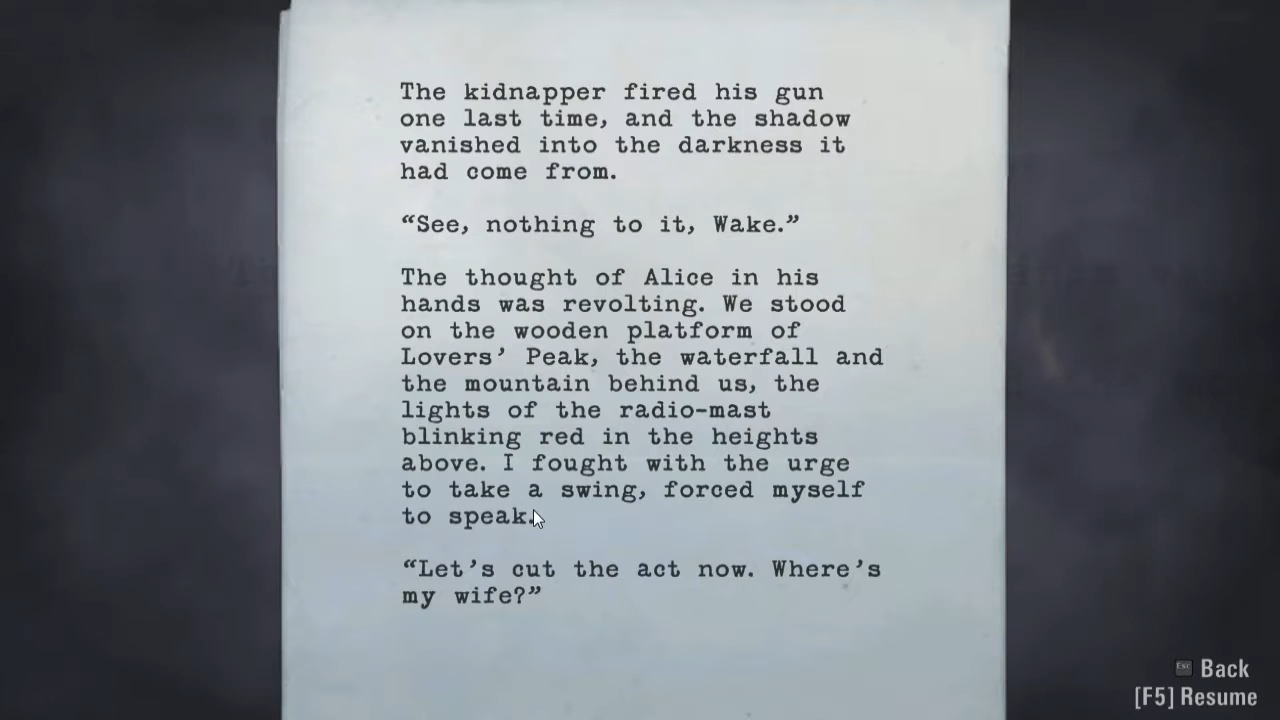 The kidnapper fired his gun
one last time, and the shadow
vanished into the darkness it
had come from.
“See, nothing to it, Wake.”
The thought of Alice in his
hands was revolting. We stood
on the wooden platform of
Lovers’ Peak, the waterfall and
the mountain behind us, the
lights of the radio-mast
blinking red in the heights
above. I fought with the urge
to take a swing, forced myself
to speak.
“Let’s cut the act now. Where’s
my wife?”
Esc Back
[F5] Resume